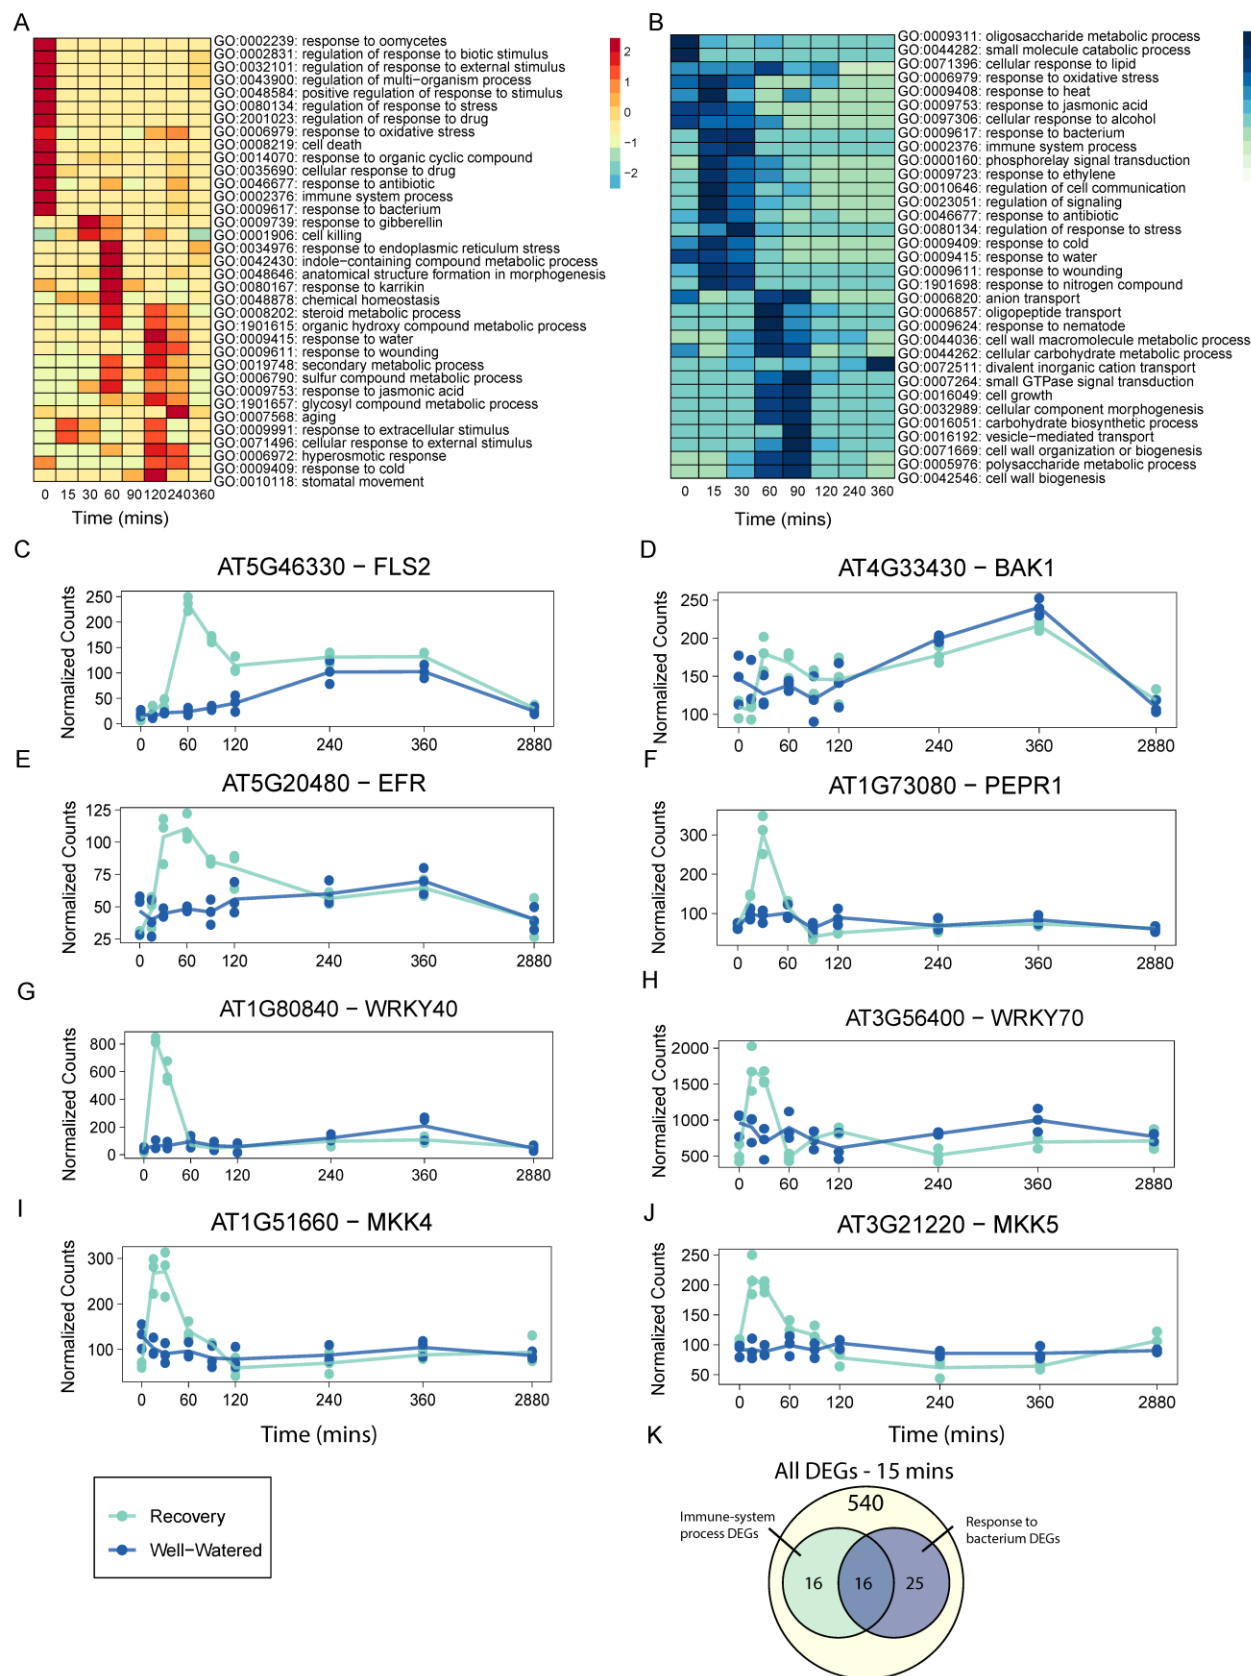 A
GO:0002239: response to oomycetes
GO:0002831: regulation of response to biotic stimulus
GO:0032101: regulation of response to external stimulus
GO:0043900: regulation of multi-organism process
GO:0048584: positive regulation of response to stimulus
GO:0080134: regulation of response to stress
GO:2001023: regulation of response to drug
GO:0006979: response to oxidative stress
GO:0008219: cell death
GO:0014070: response to organic cyclic compound
GO:0035690: cellular response to drug
GO:0046677: response to antibiotic
GO:0002376: immune system process
GO:0009617: response to bacterium
GO:0009739: response to gibberellin
GO:0001906: cell killing
GO:0034976: response to endoplasmic reticulum stress
GO:0042430: indole-containing compound metabolic process
GO:0048646: anatomical structure formation in morphogenesis
GO:0080167: response to karrikin
GO:0048878: chemical homeostasis
GO:0008202: steroid metabolic process
GO:1901615: organic hydroxy compound metabolic process
GO:0009415: response to water
GO:0009611: response to wounding
GO:0019748: secondary metabolic process
GO:0006790: sulfur compound metabolic process
GO:0009753: response to jasmonic acid
GO:1901657: glycosyl compound metabolic process
GO:0007568: aging
GO:0009991: response to extracellular stimulus
GO:0071496: cellular response to external stimulus
GO:0006972: hyperosmotic response
GO:0009409: response to cold
GO:0010118: stomatal movement
2
1
0
−1
−2
0 15 30 60 90 120 240 360
Time (mins)
B
GO:0009311: oligosaccharide metabolic process
GO:0044282: small molecule catabolic process
GO:0071396: cellular response to lipid
GO:0006979: response to oxidative stress
GO:0009408: response to heat
GO:0009753: response to jasmonic acid
GO:0097306: cellular response to alcohol
GO:0009617: response to bacterium
GO:0002376: immune system process
GO:0000160: phosphorelay signal transduction
GO:0009723: response to ethylene
GO:0010646: regulation of cell communication
GO:0023051: regulation of signaling
GO:0046677: response to antibiotic
GO:0080134: regulation of response to stress
GO:0009409: response to cold
GO:0009415: response to water
GO:0009611: response to wounding
GO:1901698: response to nitrogen compound
GO:0006820: anion transport
GO:0006857: oligopeptide transport
GO:0009624: response to nematode
GO:0044036: cell wall macromolecule metabolic process
GO:0044262: cellular carbohydrate metabolic process
GO:0072511: divalent inorganic cation transport
GO:0007264: small GTPase signal transduction
GO:0016049: cell growth
GO:0032989: cellular component morphogenesis
GO:0016051: carbohydrate biosynthetic process
GO:0016192: vesicle-mediated transport
GO:0071669: cell wall organization or biogenesis
GO:0005976: polysaccharide metabolic process
GO:0042546: cell wall biogenesis
0 15 30 60 90 120 240 360
Time (mins)
C
AT5G46330 − FLS2
Normalized Counts
250
200
150
100
50
0
0 60 120 240 360 2880
D
AT4G33430 − BAK1
Normalized Counts
250
200
150
100
0 60 120 240 360 2880
E
AT5G20480 − EFR
Normalized Counts
125
100
75
50
25
0 60 120 240 360 2880
F
AT1G73080 − PEPR1
Normalized Counts
300
200
100
0 60 120 240 360 2880
G
AT1G80840 − WRKY40
Normalized Counts
800
600
400
200
0
0 60 120 240 360 2880
H
AT3G56400 − WRKY70
Normalized Counts
2000
1500
1000
500
0 60 120 240 360 2880
I
AT1G51660 − MKK4
Normalized Counts
300
200
100
0 60 120 240 360 2880
Time (mins)
J
AT3G21220 − MKK5
Normalized Counts
250
200
150
100
50
0 60 120 240 360 2880
Time (mins)
Recovery
Well−Watered
K
All DEGs - 15 mins
540
Immune-system
process DEGs
Response to
bacterium DEGs
16 16 25